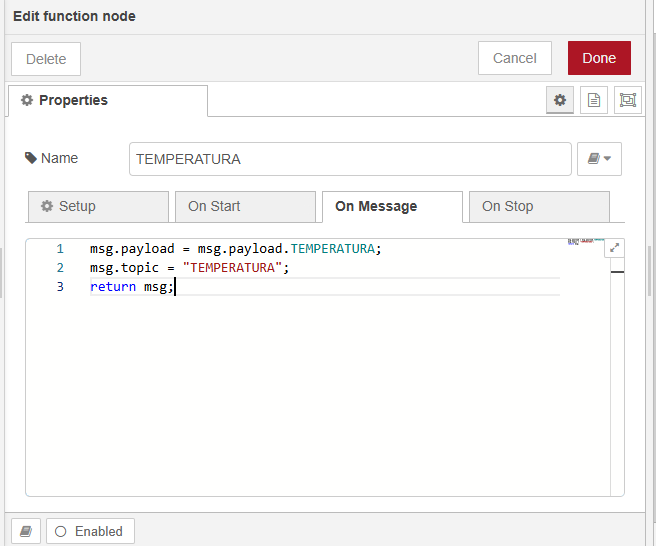 Edit function node
Delete
Cancel
Done
Properties
Name
TEMPERATURA
Setup
On Start
On Message
On Stop
1 msg.payload = msg.payload.TEMPERATURA;
2 msg.topic = "TEMPERATURA";
3 return msg;
Enabled